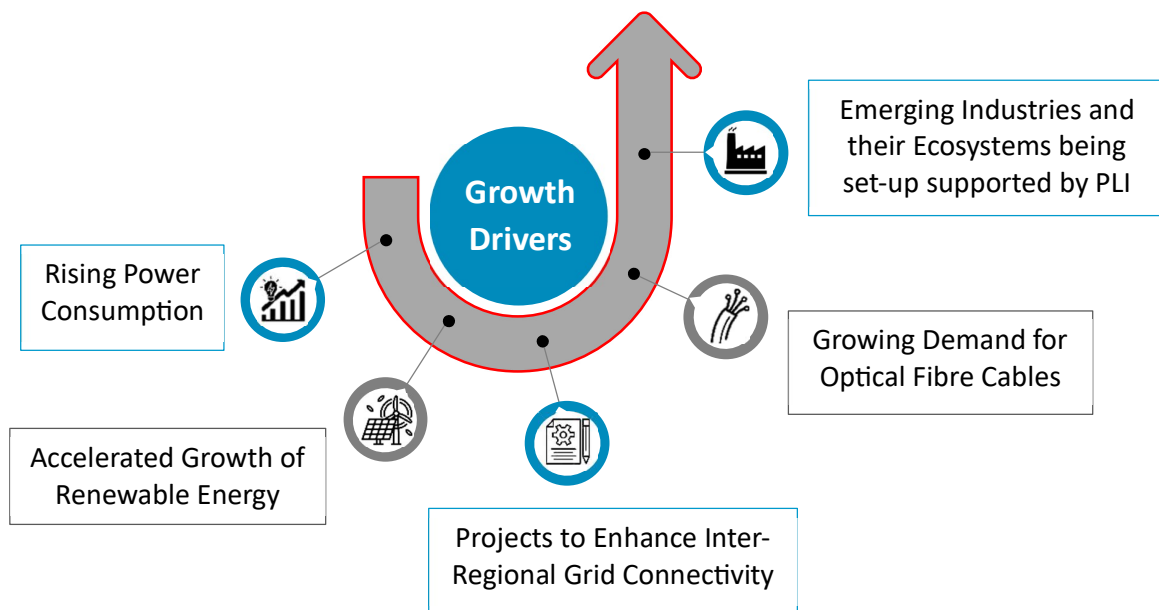 Growth
Drivers
Rising Power
Consumption
Accelerated Growth of
Renewable Energy
Projects to Enhance Inter-
Regional Grid Connectivity
Growing Demand for
Optical Fibre Cables
Emerging Industries and
their Ecosystems being
set-up supported by PLI